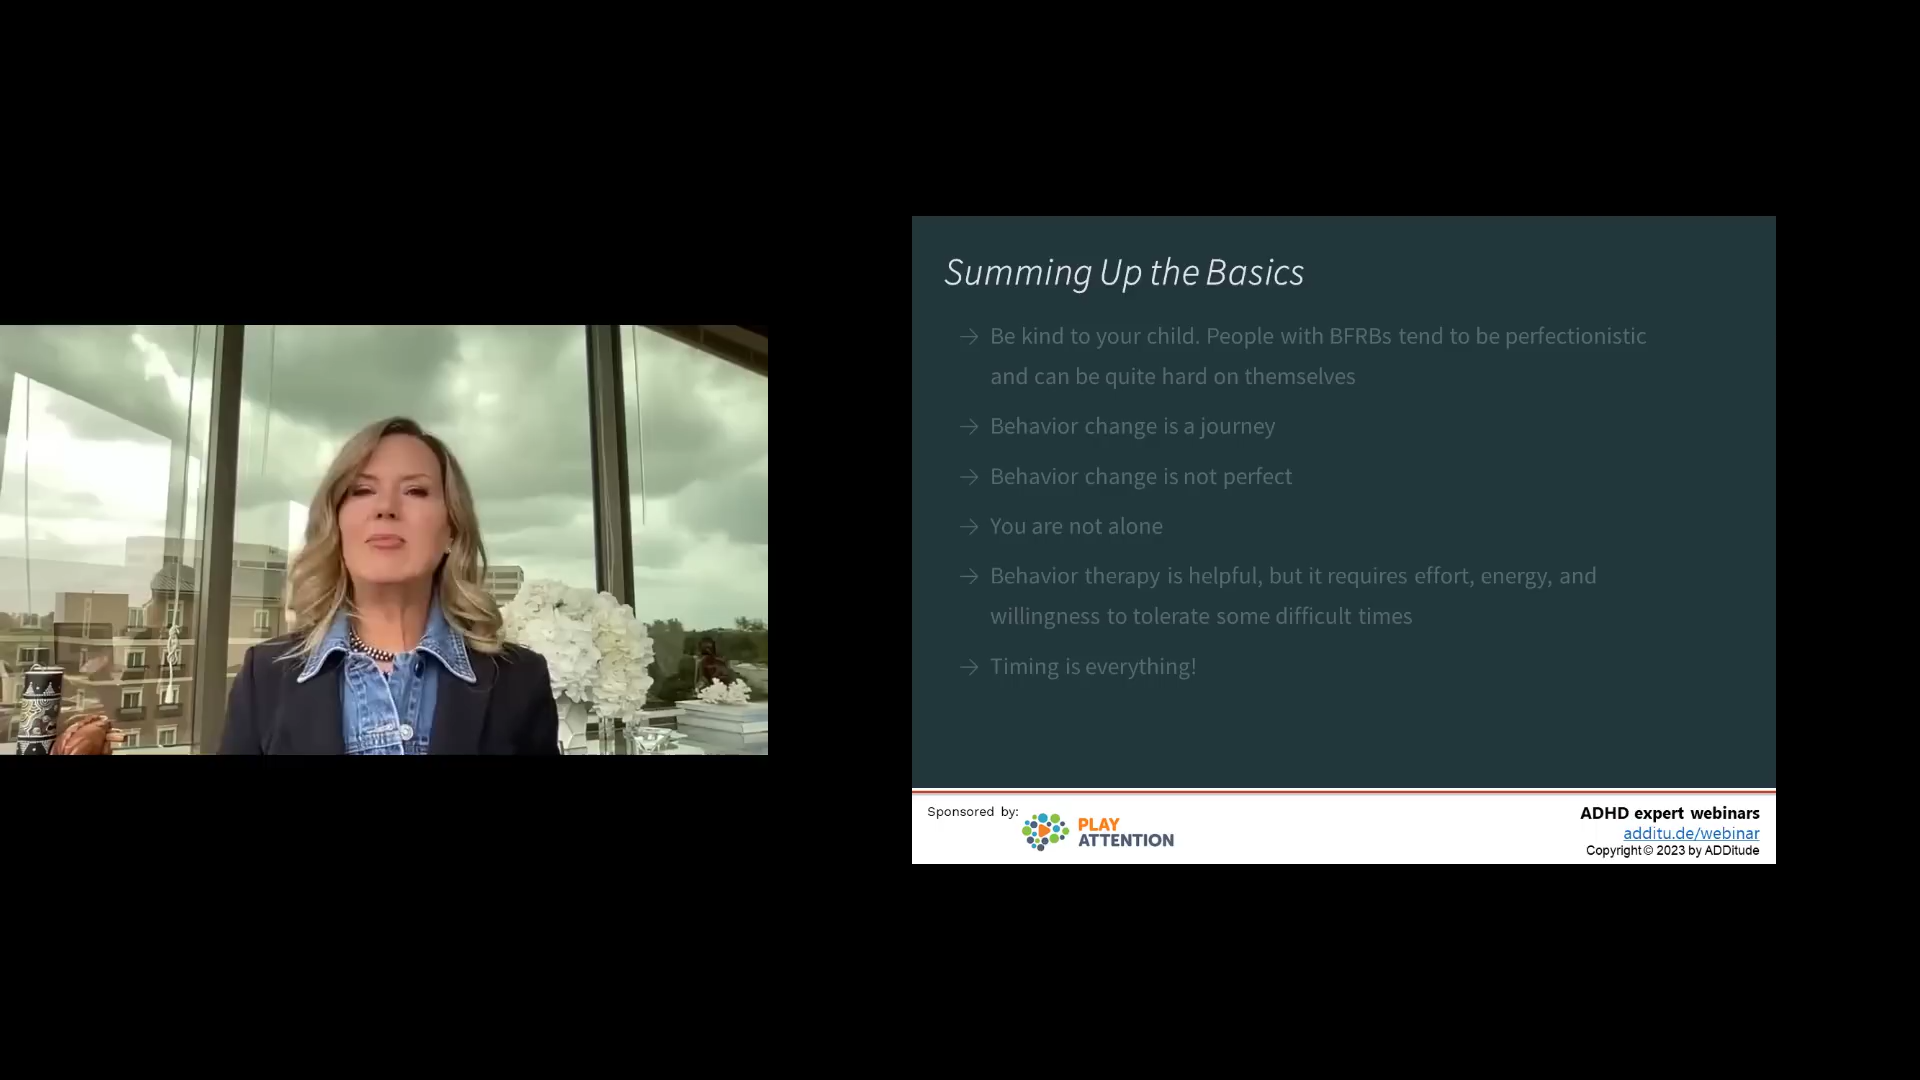 Summing Up the Basics
→ Be kind to your child. People with BFRBs tend to be perfectionistic
and can be quite hard on themselves
→ Behavior change is a journey
→ Behavior change is not perfect
→ You are not alone
→ Behavior therapy is helpful, but it requires effort, energy, and
willingness to tolerate some difficult times
→ Timing is everything!
Sponsored by:
PLAY
ATTENTION
ADHD expert webinars
additu.de/webinar
Copyright © 2023 by ADDitude